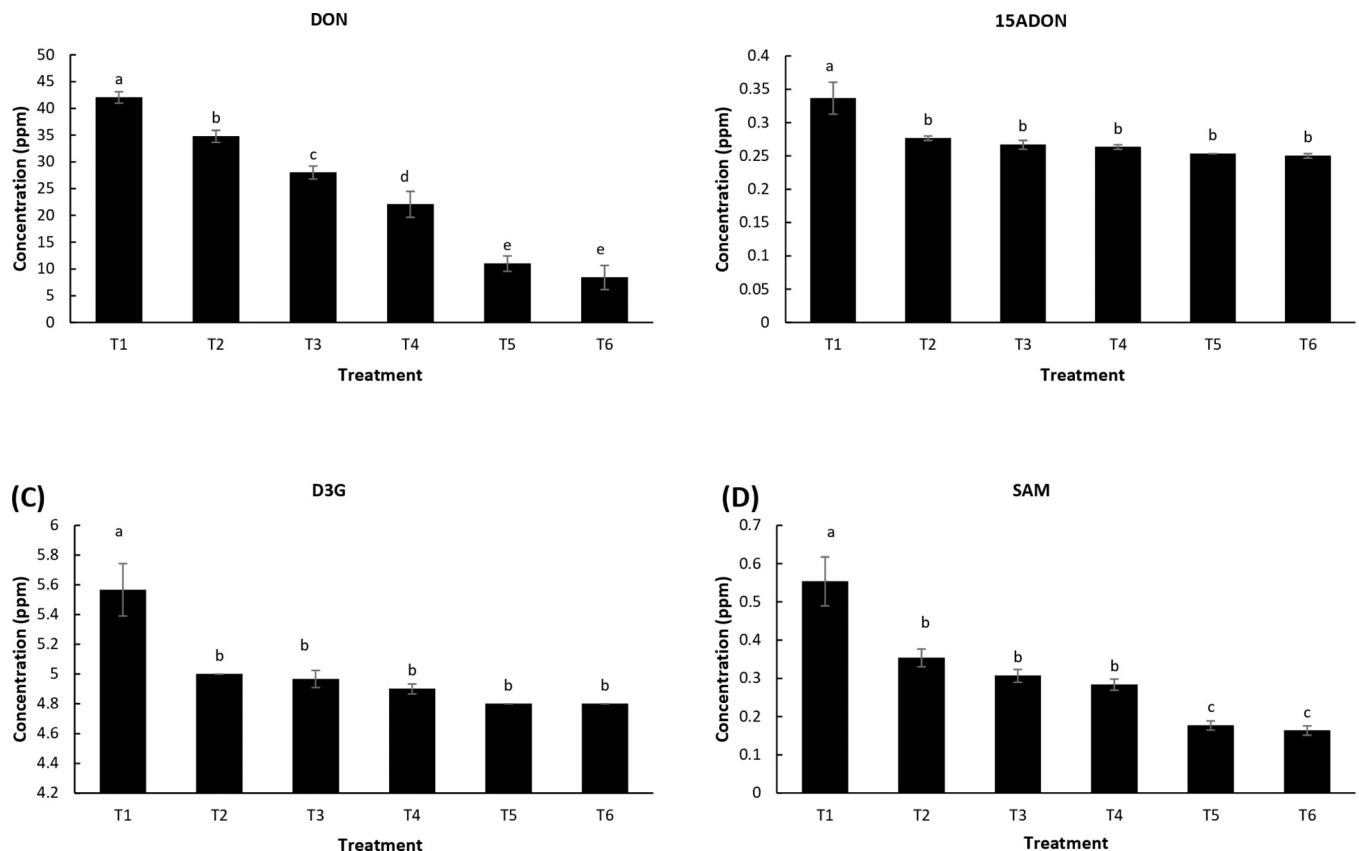 DON
Concentration (ppm)
50
45
40
35
30
25
20
15
10
5
0
a
b
c
d
e
e
T1 T2 T3 T4 T5 T6
Treatment
15ADON
Concentration (ppm)
0.4
0.35
0.3
0.25
0.2
0.15
0.1
0.05
0
a
b
b
b
b
b
T1 T2 T3 T4 T5 T6
Treatment
(C)
D3G
Concentration (ppm)
6
5.8
5.6
5.4
5.2
5
4.8
4.6
4.4
4.2
a
b
b
b
b
b
T1 T2 T3 T4 T5 T6
Treatment
(D)
SAM
Concentration (ppm)
0.7
0.6
0.5
0.4
0.3
0.2
0.1
0
a
b
b
b
c
c
T1 T2 T3 T4 T5 T6
Treatment